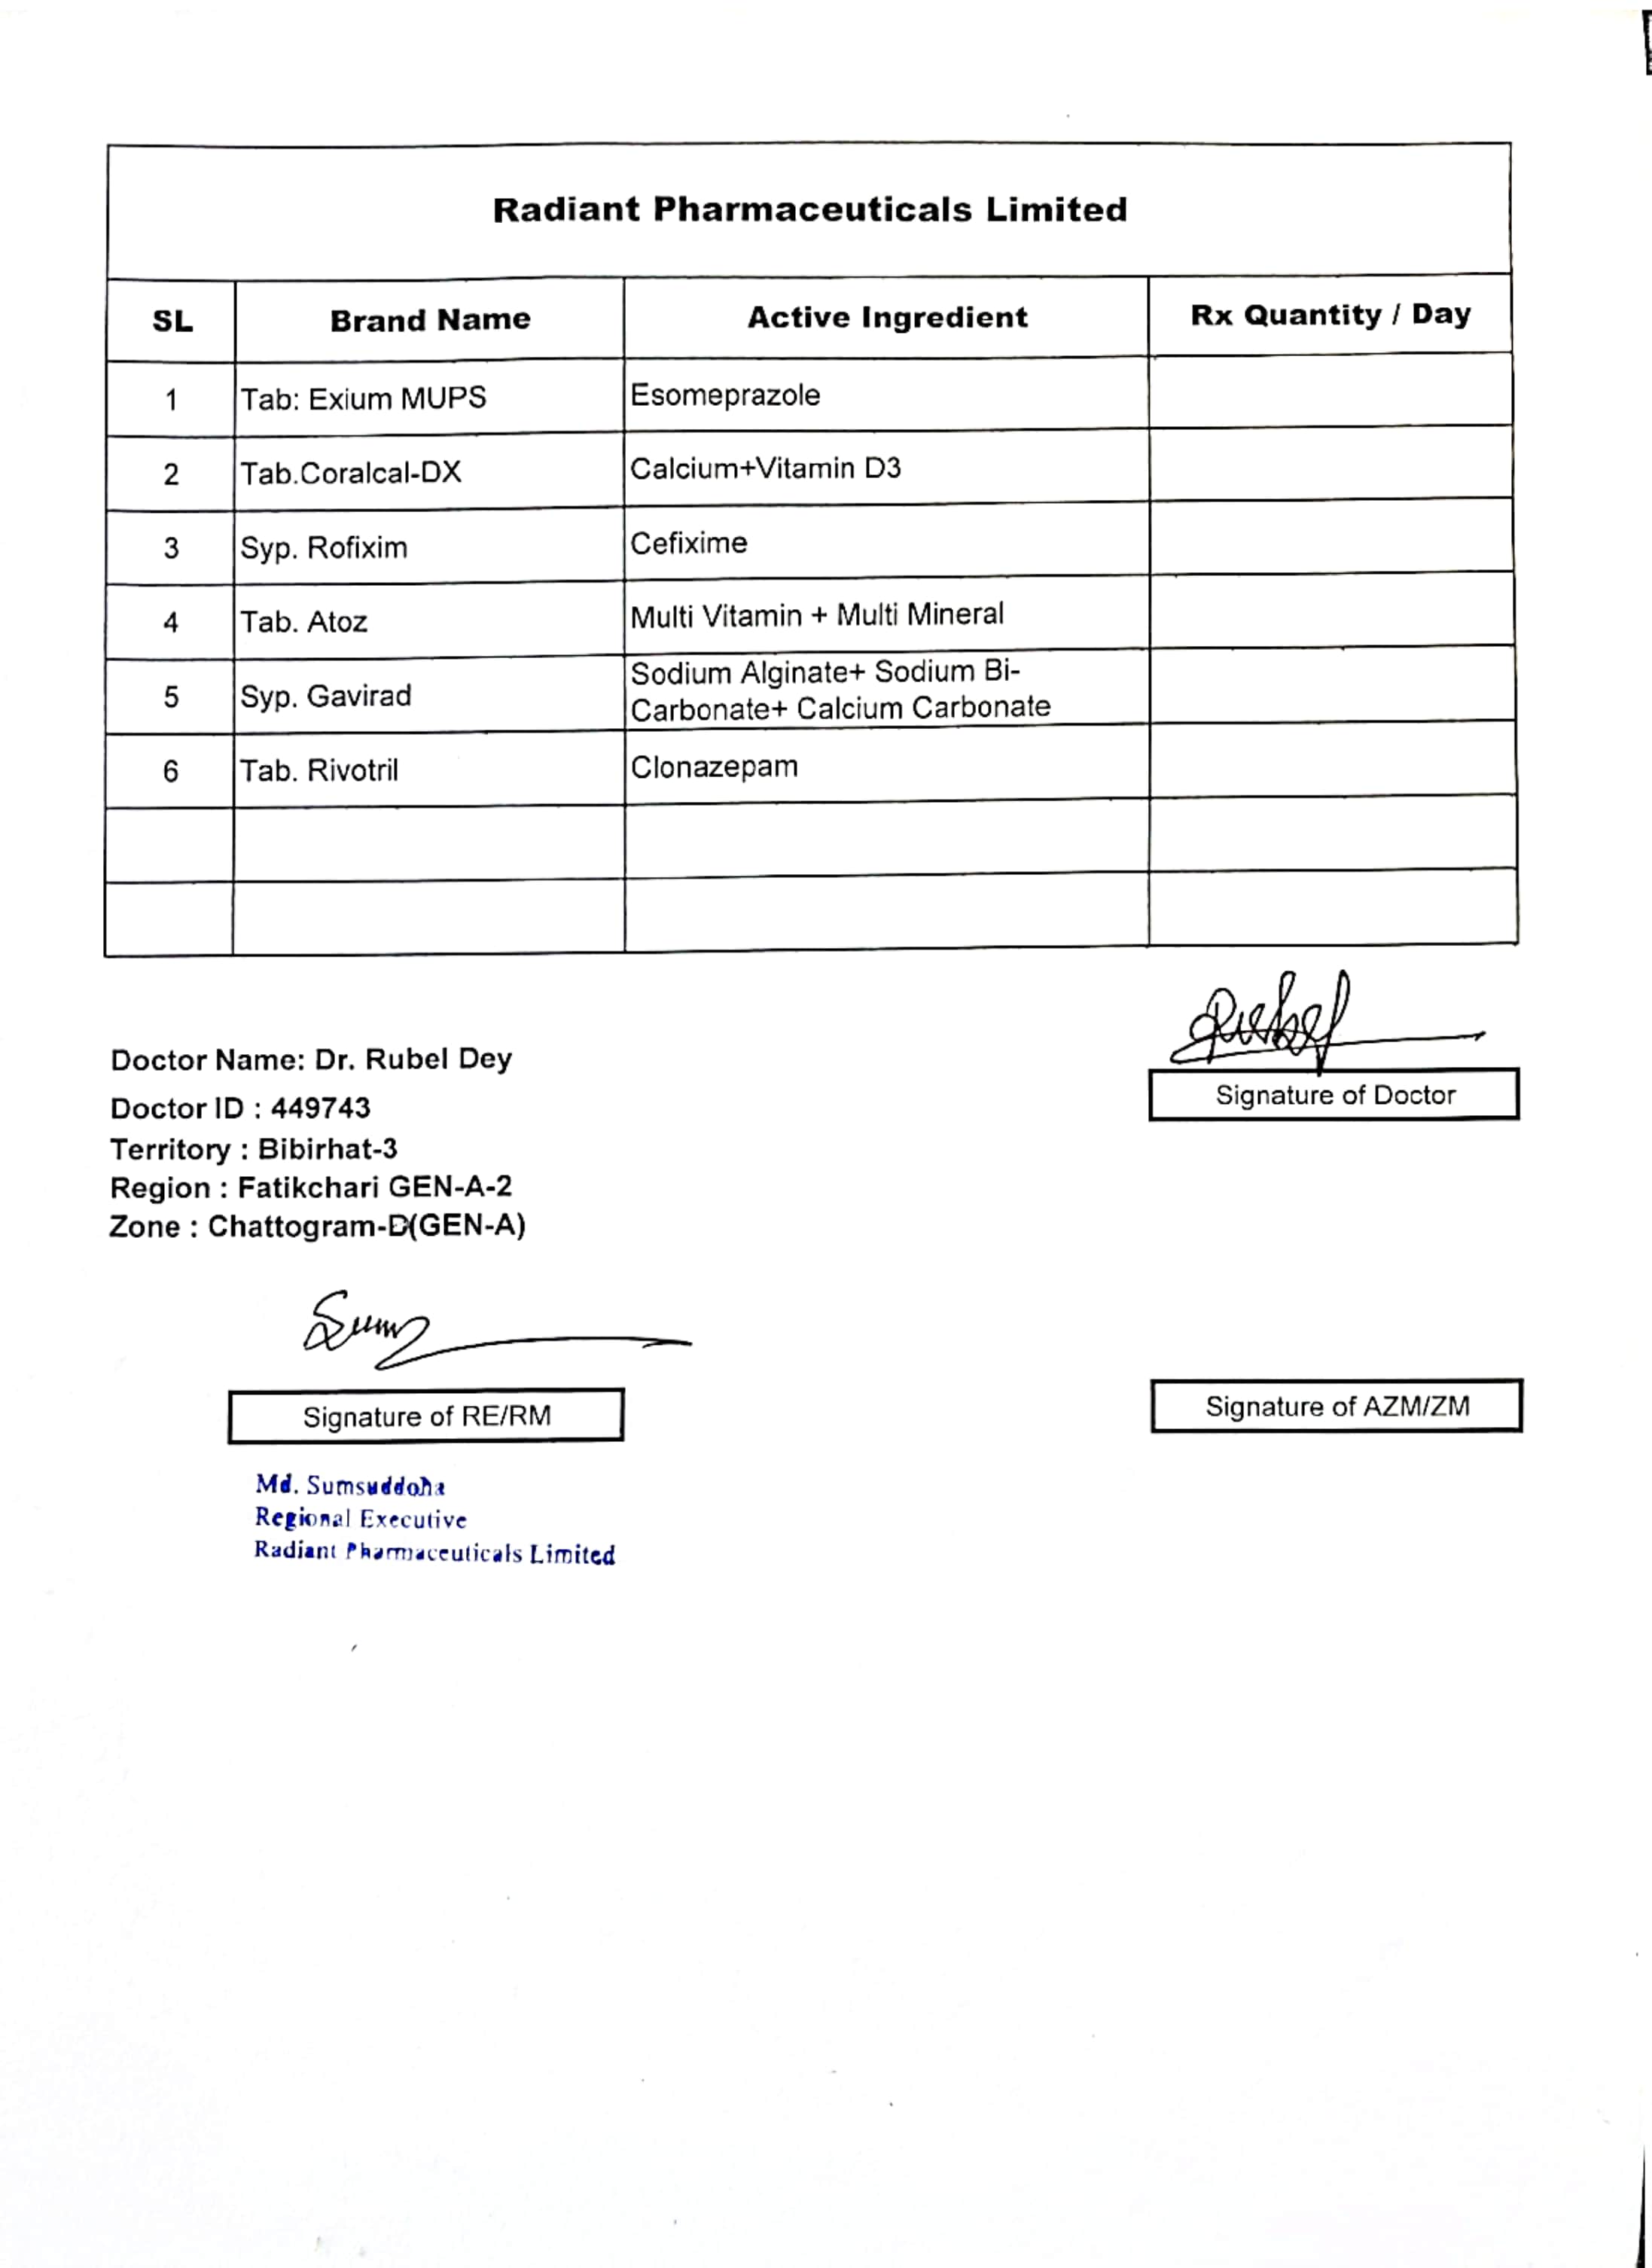 Radiant Pharmaceuticals Limited
SL Brand Name Active Ingredient Rx Quantity / Day
1 Tab: Exium MUPS Esomeprazole
2 Tab.Coralcal-DX Calcium+Vitamin D3
3 Syp. Rofixim Cefixime
4 Tab. Atoz Multi Vitamin + Multi Mineral
5 Syp. Gavirad Sodium Alginate+ Sodium Bi-
Carbonate+ Calcium Carbonate
6 Tab. Rivotril Clonazepam
Doctor Name: Dr. Rubel Dey
Signature of Doctor
Doctor ID : 449743
Territory : Bibirhat-3
Region : Fatikchari GEN-A-2
Zone : Chattogram-D(GEN-A)
Signature of RE/RM
Signature of AZM/ZM
Md. Sumsuddoha
Regional Executive
Radiant Pharmaceuticals Limited